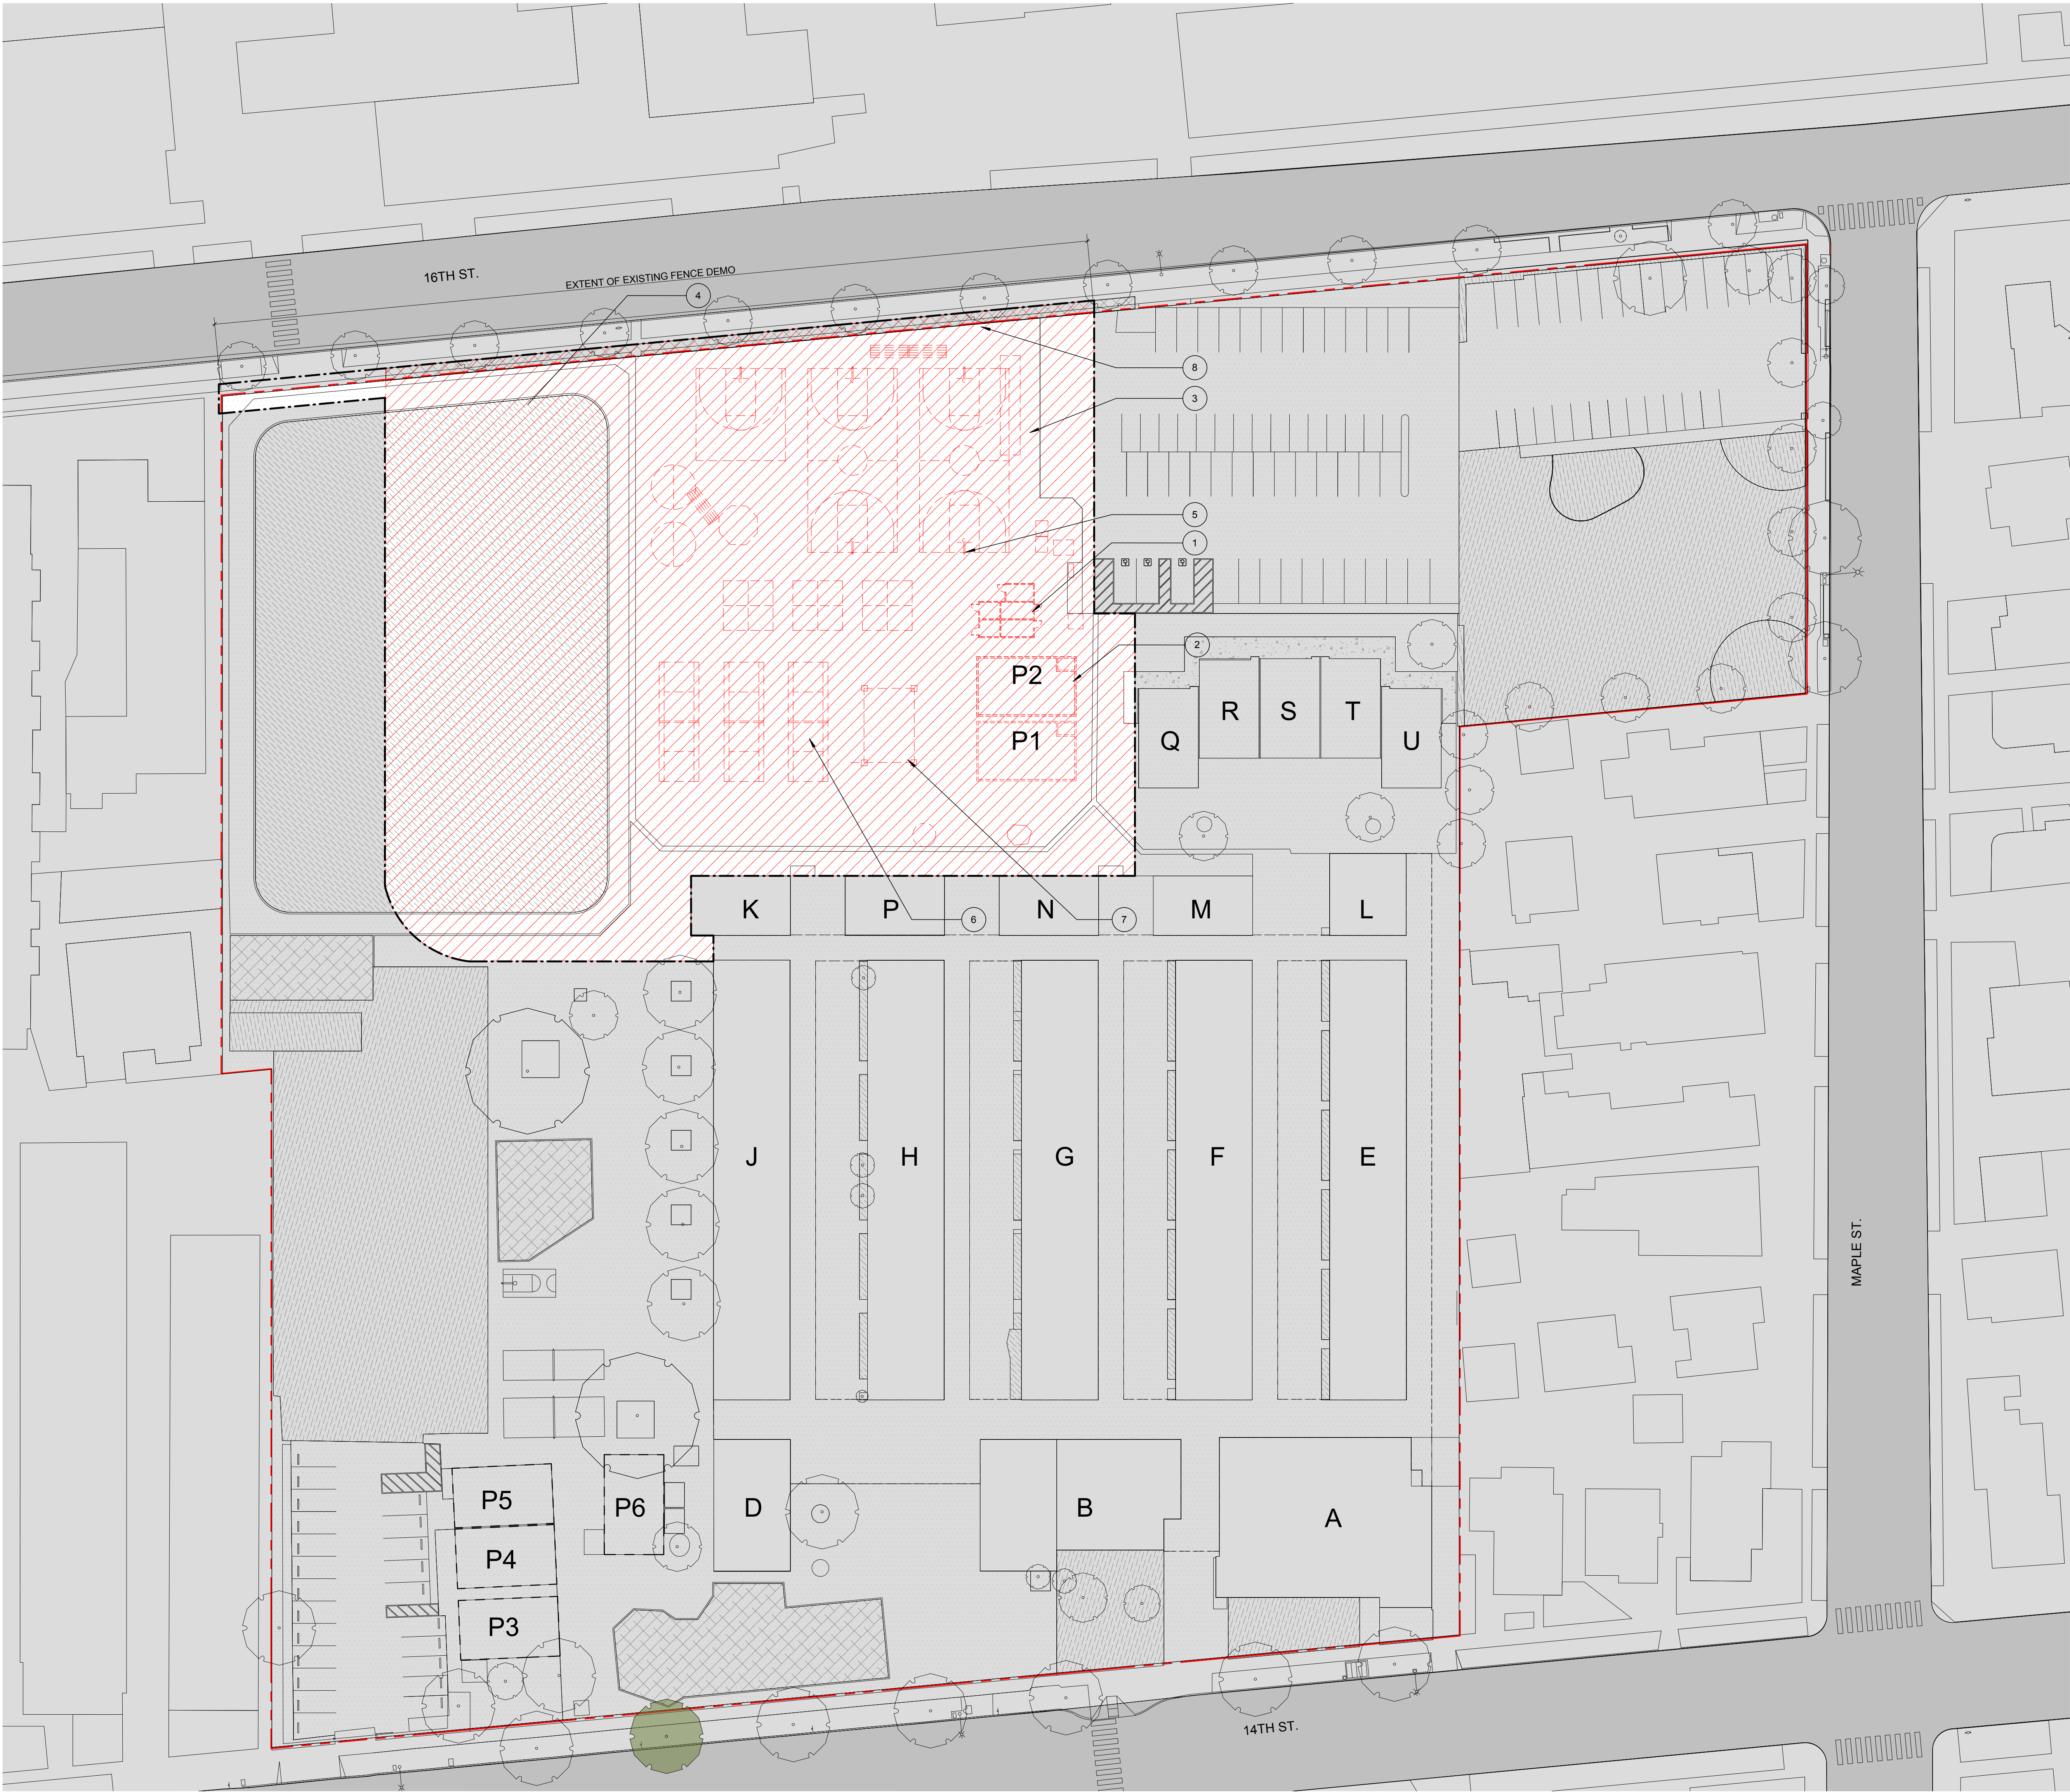 16TH ST.
EXTENT OF EXISTING FENCE DEMO
4
8
3
5
1
2
P2
P1
Q
R
S
T
U
K
P
6
N
7
M
L
J
H
G
F
E
MAPLE ST.
P5
P6
P4
P3
D
B
A
14TH ST.